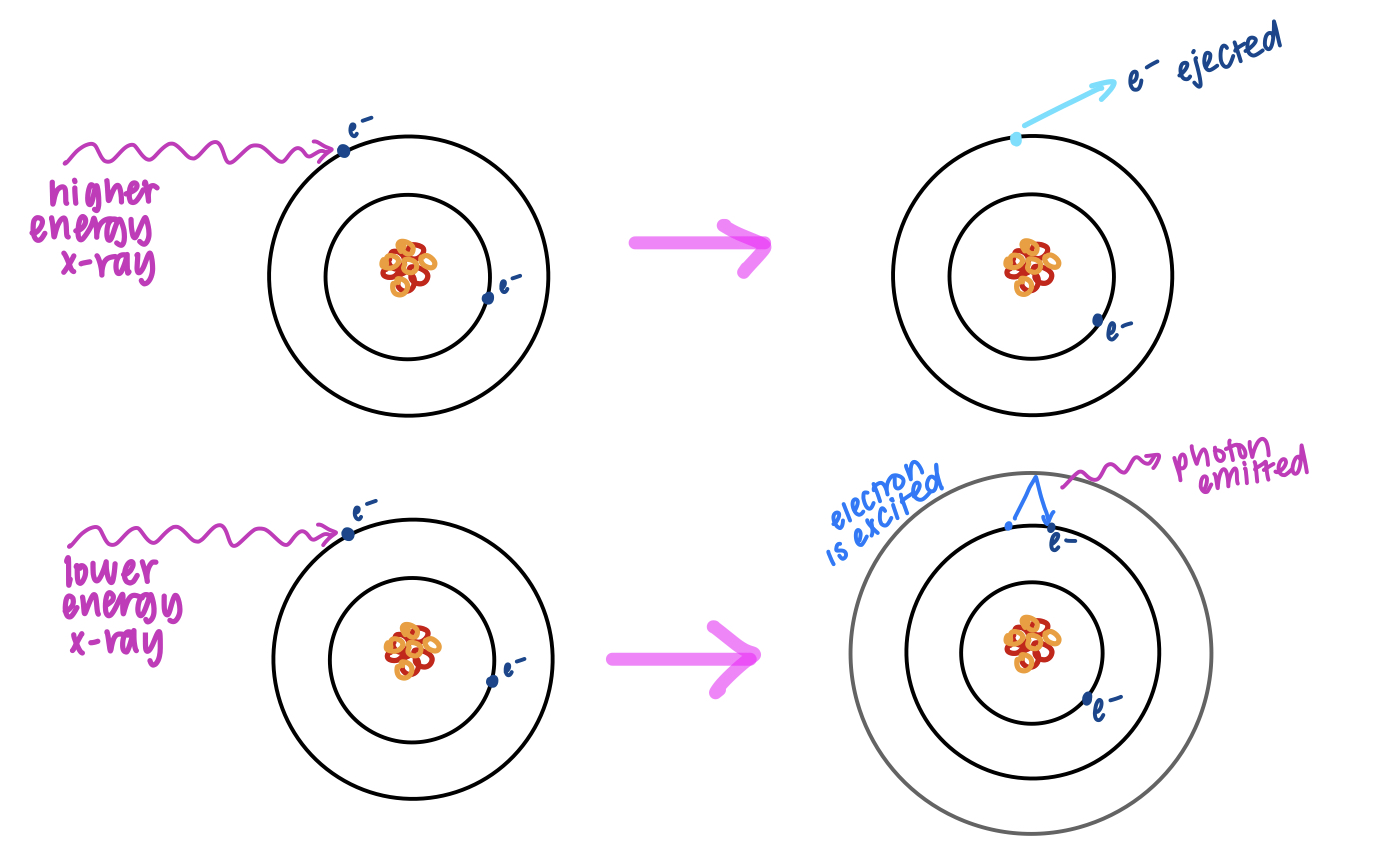 e⁻ ejected
e⁻
higher
energy
x-ray
e⁻
e⁻
photon
emitted
electron
is excited
e⁻
e⁻
lower
energy
x-ray
e⁻
e⁻